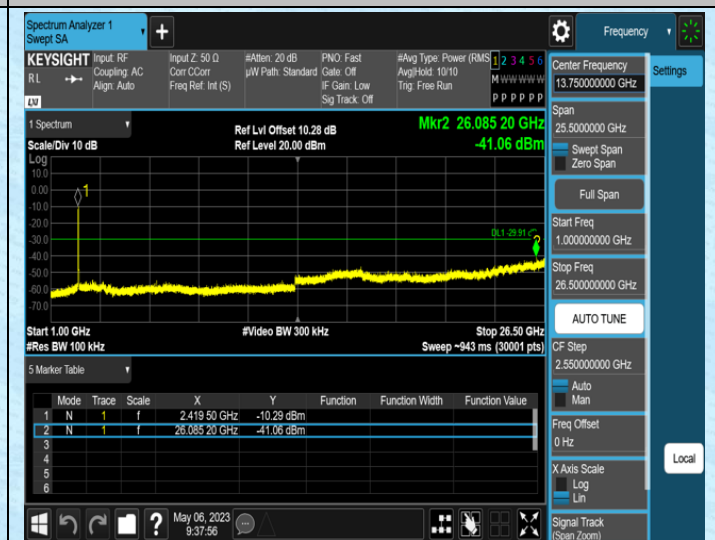 Spectrum Analyzer 1
Swept SA
Frequency
KEYSIGHT Input: RF
RL
Coupling: AC
Align: Auto
LXI
Input Z: 50 Ω
Corr CCorr
Freq Ref: Int (S)
#Atten: 20 dB
µW Path: Standard
PNO: Fast
Gate: Off
IF Gain: Low
Sig Track: Off
#Avg Type: Power (RMS
Avg|Hold: 10/10
Trig: Free Run
1 2 3 4 5 6
M W W W W W
P P P P P P
1 Spectrum
Scale/Div 10 dB
Ref Lvl Offset 10.28 dB
Ref Level 20.00 dBm
Mkr2 26.085 20 GHz
-41.06 dBm
Log
10.0
0.00
-10.0
-20.0
-30.0
-40.0
-50.0
-60.0
-70.0
1
DL1 -29.91
2
Start 1.00 GHz
#Res BW 100 kHz
#Video BW 300 kHz
Stop 26.50 GHz
Sweep ~943 ms (30001 pts)
5 Marker Table
Mode Trace Scale X Y Function Function Width Function Value
1 N 1 f 2.419 50 GHz -10.29 dBm
2 N 1 f 26.085 20 GHz -41.06 dBm
3
4
5
6
Center Frequency
13.750000000 GHz
Span
25.5000000 GHz
Swept Span
Zero Span
Full Span
Start Freq
1.000000000 GHz
Stop Freq
26.500000000 GHz
AUTO TUNE
CF Step
2.550000000 GHz
Auto
Man
Freq Offset
0 Hz
X Axis Scale
Log
Lin
Signal Track
(Span Zoom)
Settings
Local
?
May 06, 2023
9:37:56